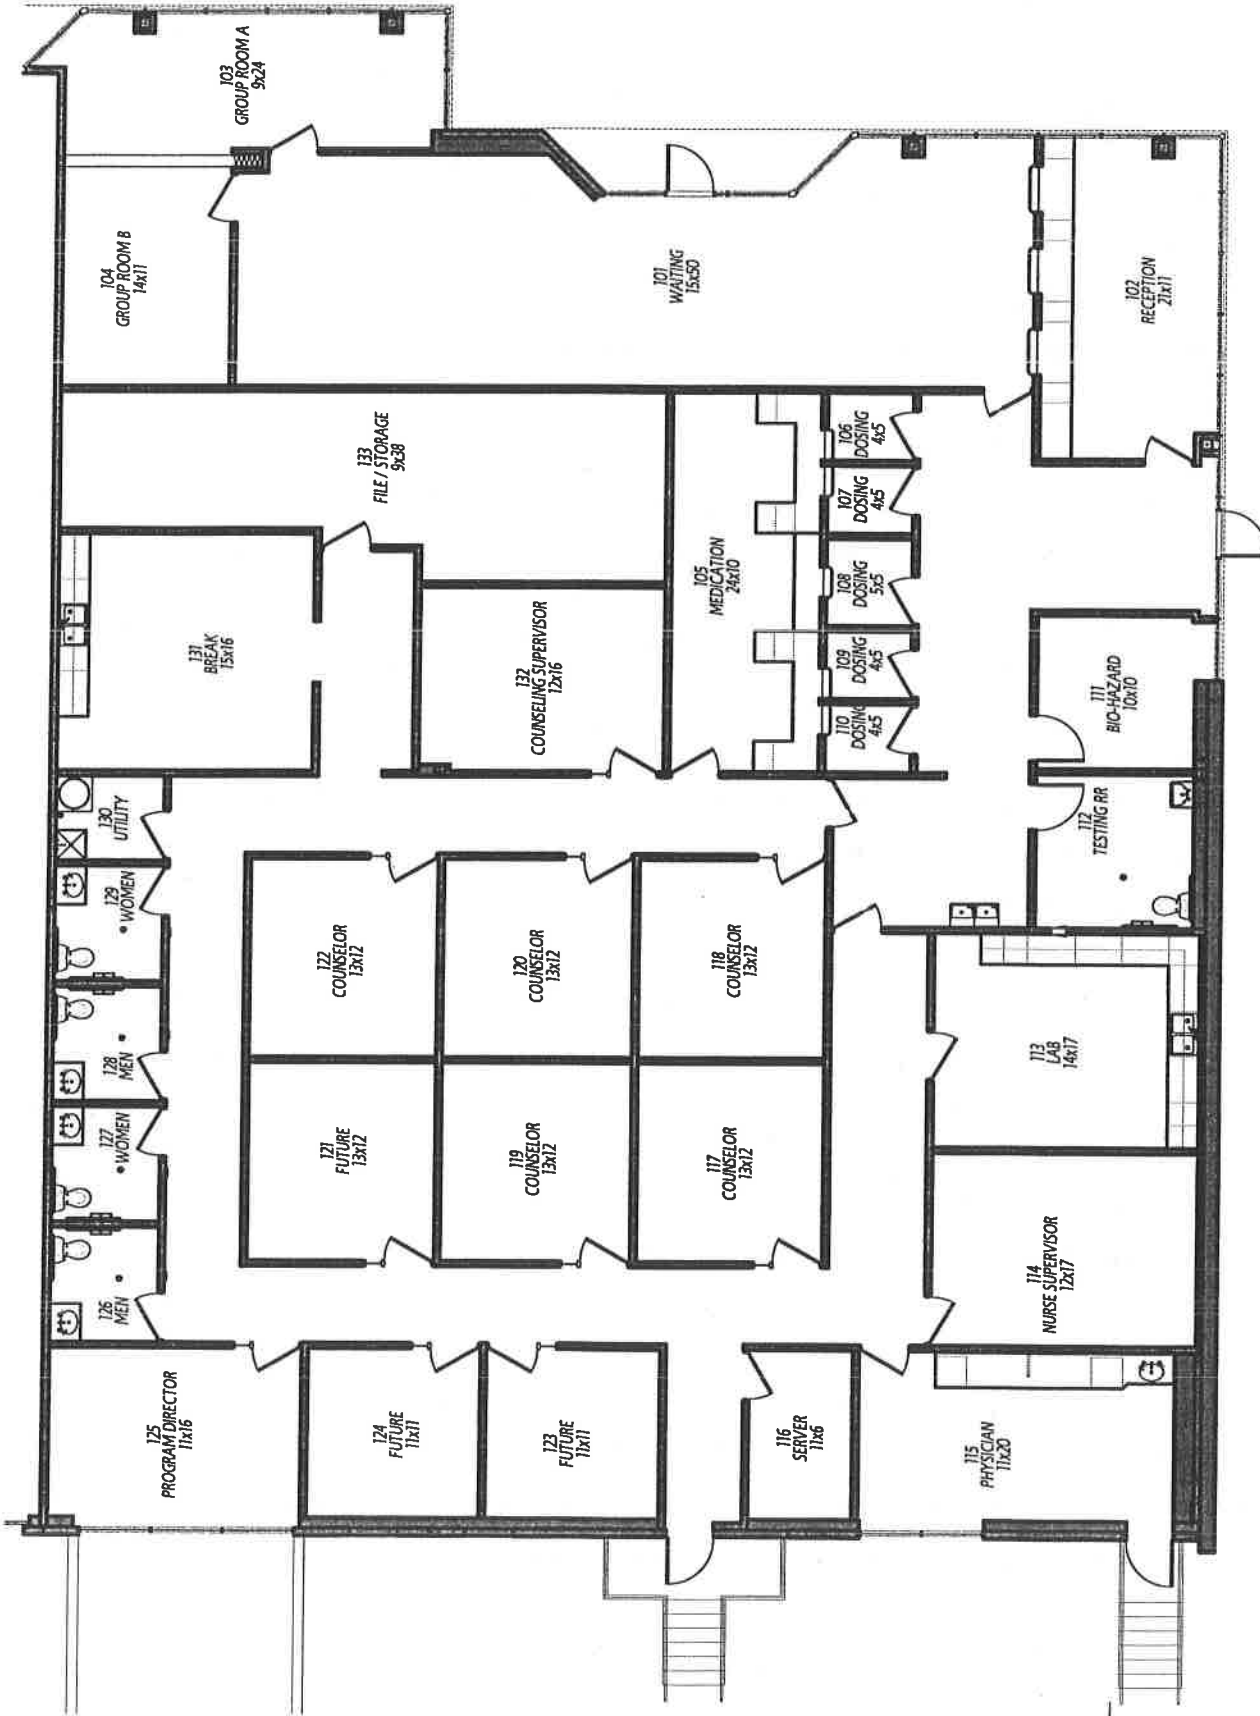 103
GROUP ROOM A
9x24
104
GROUP ROOM B
14x11
101
WAITING
15x50
102
RECEPTION
21x11
133
FILE / STORAGE
9x38
106
DOSING
4x5
107
DOSING
4x5
108
DOSING
5x5
109
DOSING
4x5
110
DOSING
4x5
105
MEDICATION
24x10
131
BREAK
15x16
132
COUNSELING SUPERVISOR
12x16
111
BIO-HAZARD
10x10
112
TESTING RR
130
UTILITY
129
WOMEN
128
MEN
127
WOMEN
126
MEN
122
COUNSELOR
13x12
120
COUNSELOR
13x12
118
COUNSELOR
13x12
121
FUTURE
13x12
119
COUNSELOR
13x12
117
COUNSELOR
13x12
113
LAB
14x17
114
NURSE SUPERVISOR
12x17
125
PROGRAM DIRECTOR
11x16
124
FUTURE
11x11
123
FUTURE
11x11
116
SERVER
11x6
115
PHYSICIAN
11x20